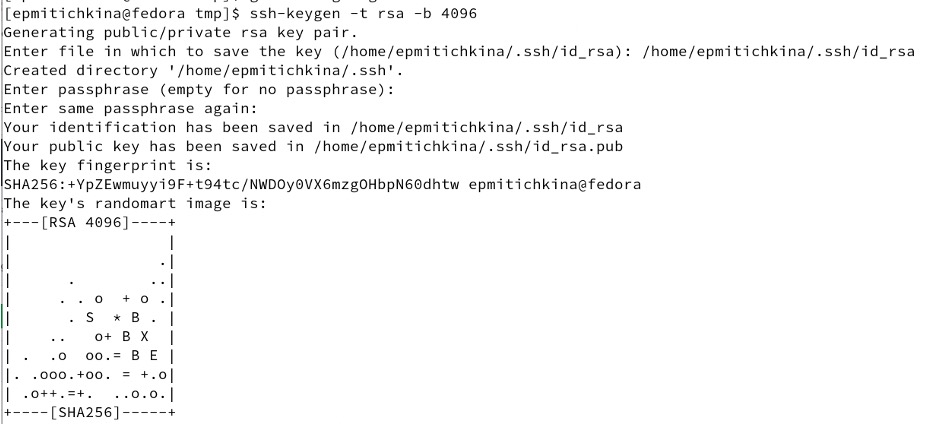 [epmitichkina@fedora tmp]$ ssh-keygen -t rsa -b 4096
Generating public/private rsa key pair.
Enter file in which to save the key (/home/epmitichkina/.ssh/id_rsa): /home/epmitichkina/.ssh/id_rsa
Created directory '/home/epmitichkina/.ssh'.
Enter passphrase (empty for no passphrase):
Enter same passphrase again:
Your identification has been saved in /home/epmitichkina/.ssh/id_rsa
Your public key has been saved in /home/epmitichkina/.ssh/id_rsa.pub
The key fingerprint is:
SHA256:+YpZEwmuyyi9F+t94tc/NWDOy0VX6mzgOHbpN60dhtw epmitichkina@fedora
The key's randomart image is:
+---[RSA 4096]----+
|                 |
|                .|
|      .        ..|
|     . . o  + o .|
|      . S  * B . |
|    ..   o+ B X  |
| .  .o  oo.= B E |
|. .ooo.+oo. = +.o|
| .o++.=+.  ..o.o.|
+----[SHA256]-----+